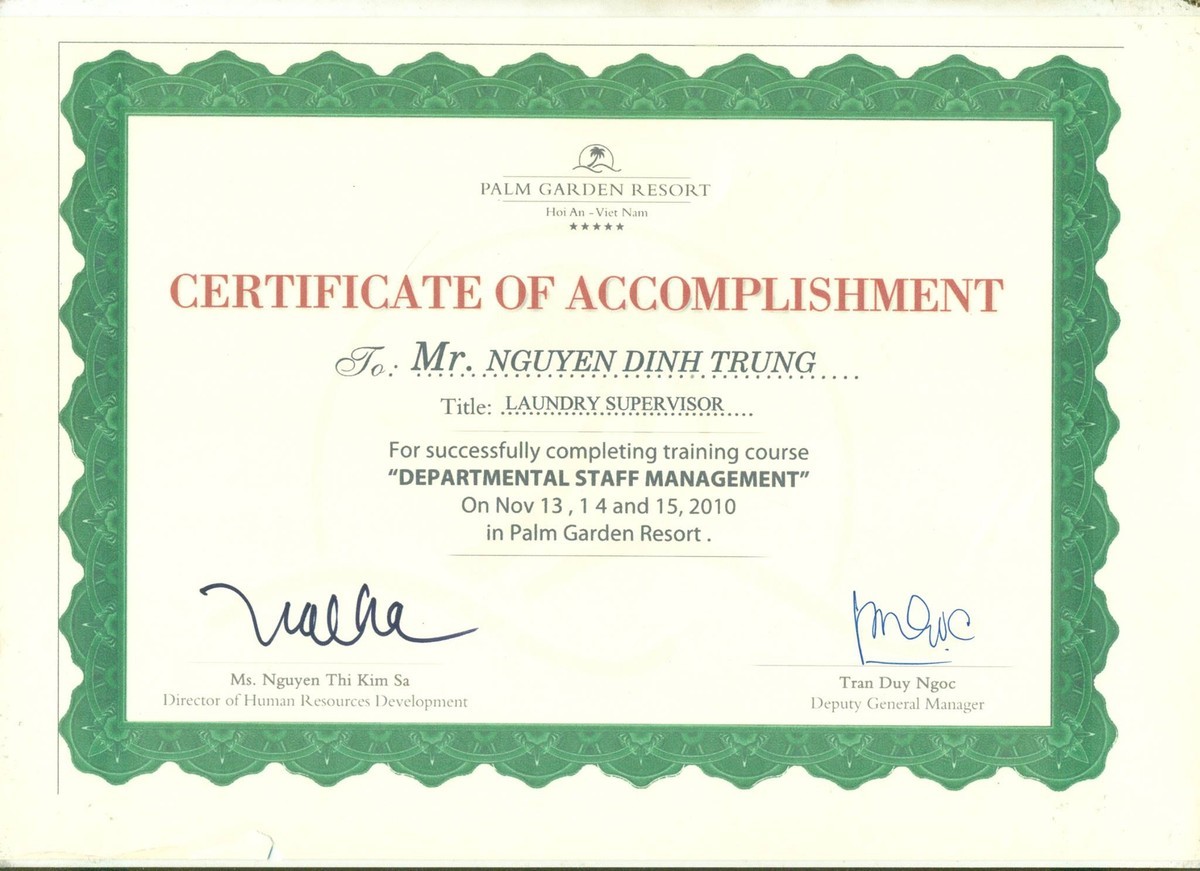 PALM GARDEN RESORT
Hoi An - Viet Nam
★★★★★
CERTIFICATE OF ACCOMPLISHMENT
To: Mr. NGUYEN DINH TRUNG
Title: LAUNDRY SUPERVISOR
For successfully completing training course
“DEPARTMENTAL STAFF MANAGEMENT”
On Nov 13 , 1 4 and 15, 2010
in Palm Garden Resort .
Ms. Nguyen Thi Kim Sa
Director of Human Resources Development
Tran Duy Ngoc
Deputy General Manager